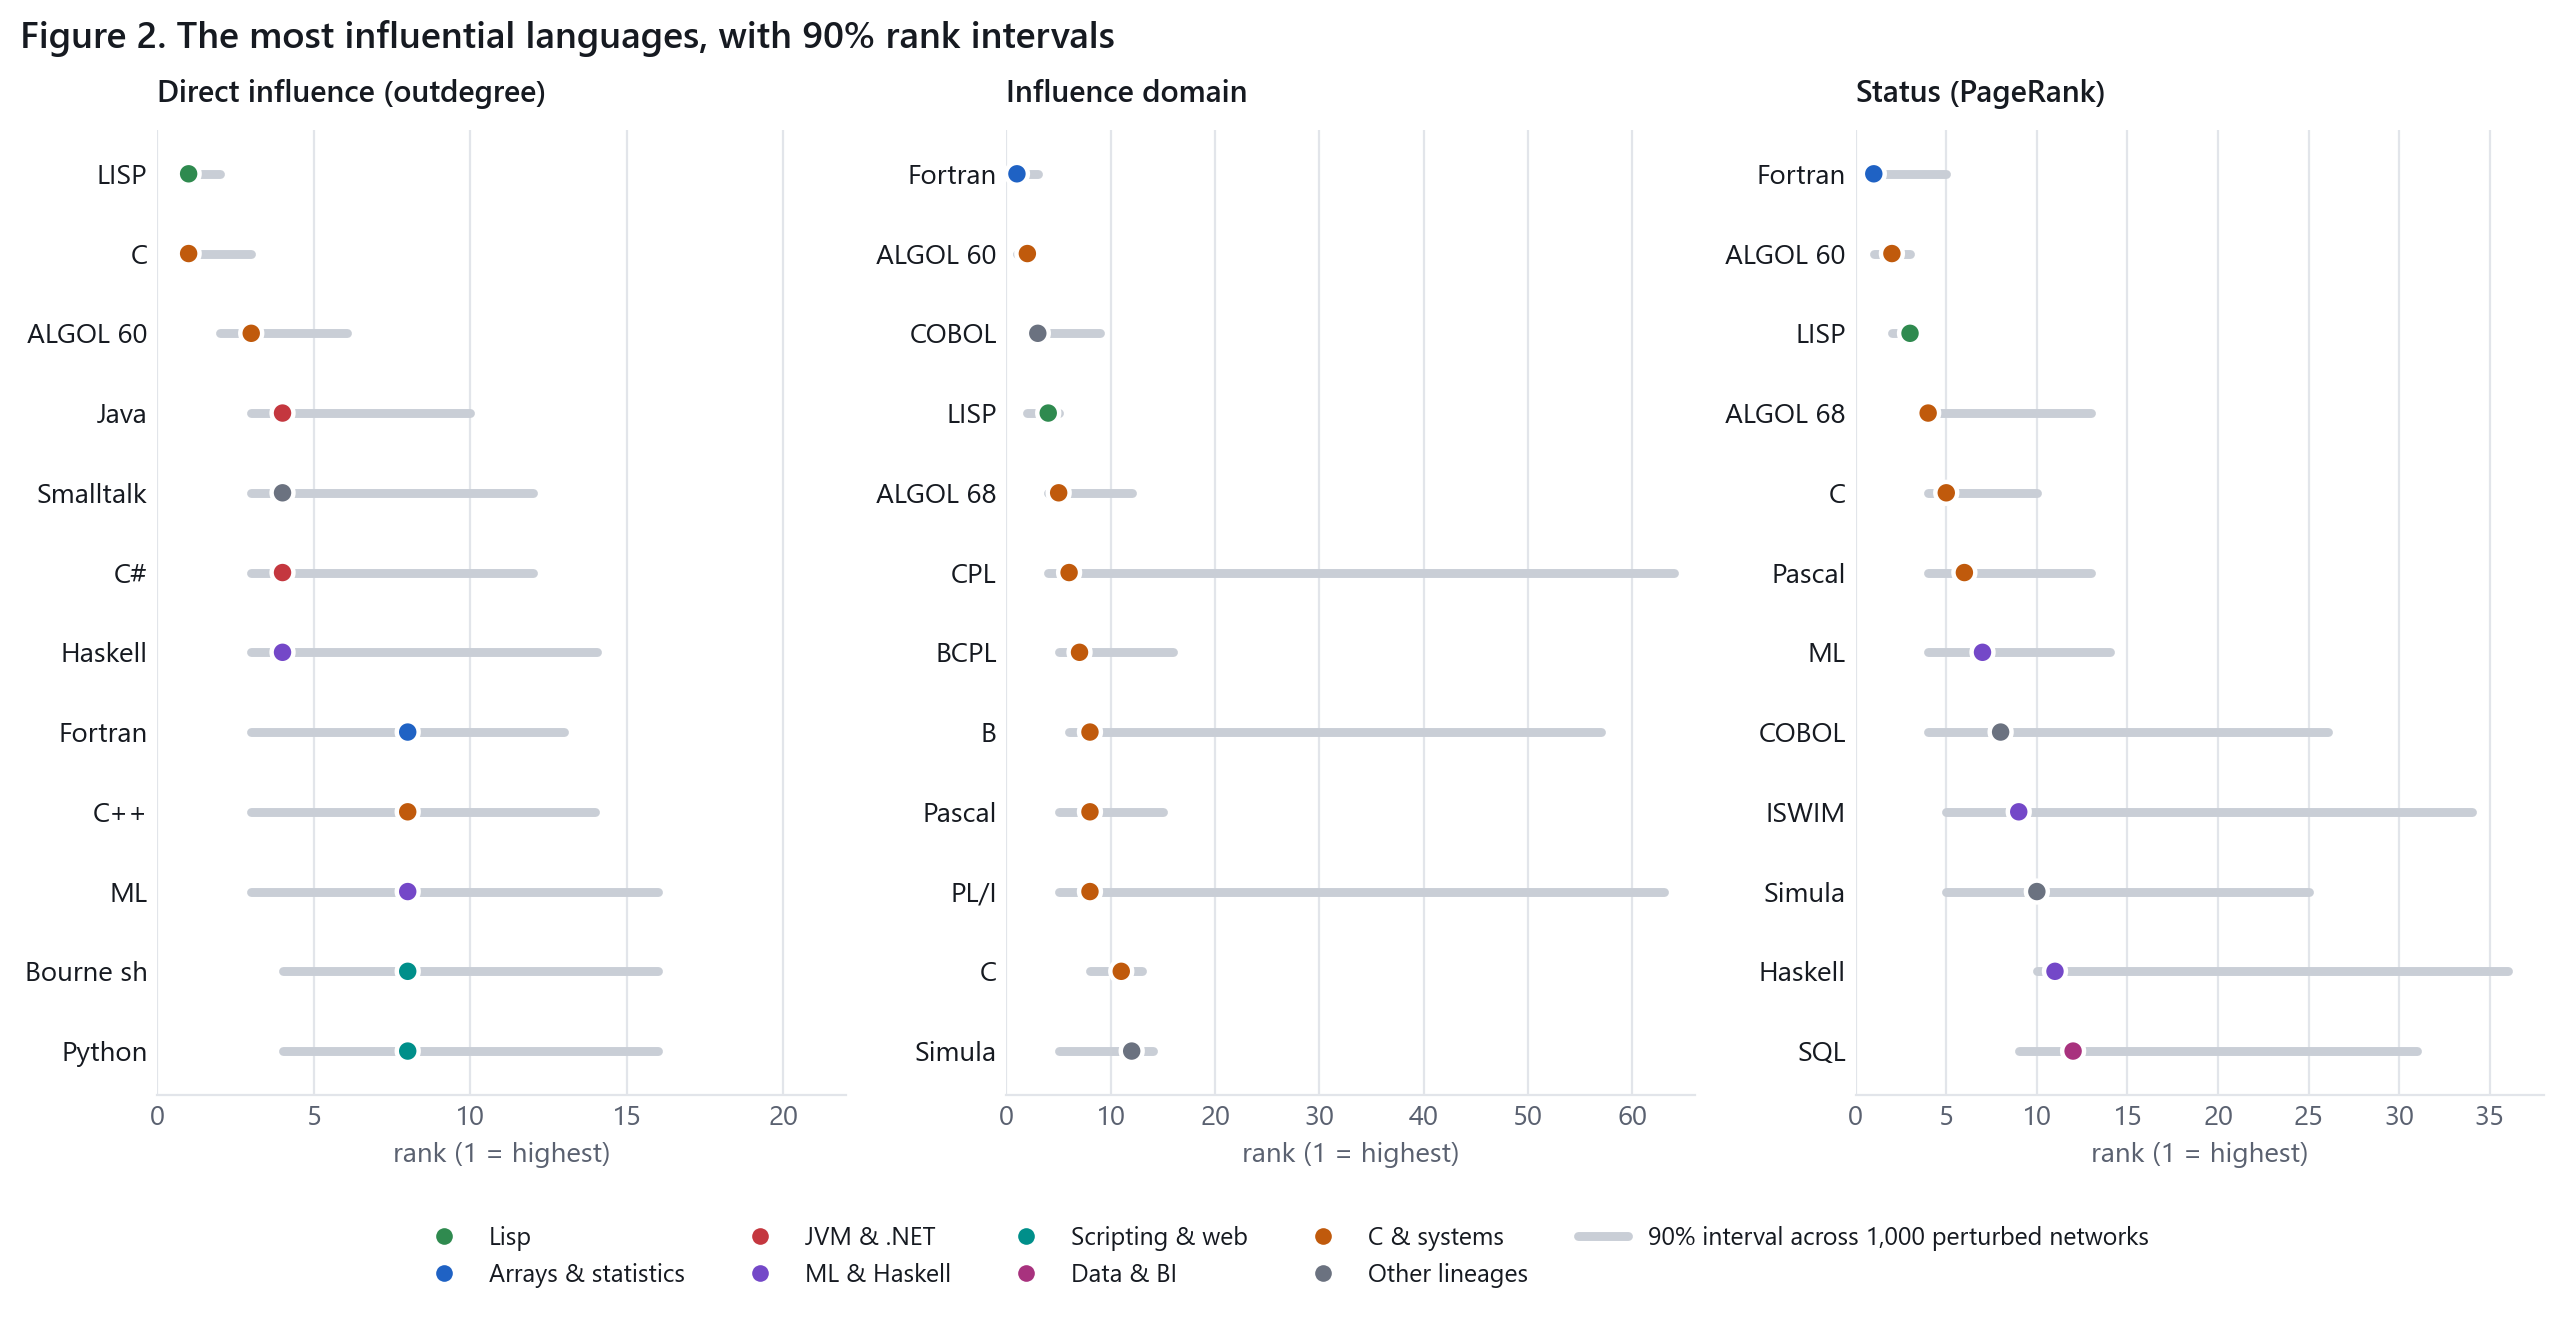 Figure 2. The most influential languages, with 90% rank intervals
Direct influence (outdegree)
LISP
C
ALGOL 60
Java
Smalltalk
C#
Haskell
Fortran
C++
ML
Bourne sh
Python
0 5 10 15 20
rank (1 = highest)
Influence domain
Fortran
ALGOL 60
COBOL
LISP
ALGOL 68
CPL
BCPL
B
Pascal
PL/I
C
Simula
0 10 20 30 40 50 60
rank (1 = highest)
Status (PageRank)
Fortran
ALGOL 60
LISP
ALGOL 68
C
Pascal
ML
COBOL
ISWIM
Simula
Haskell
SQL
0 5 10 15 20 25 30 35
rank (1 = highest)
Lisp JVM & .NET Scripting & web C & systems 90% interval across 1,000 perturbed networks
Arrays & statistics ML & Haskell Data & BI Other lineages